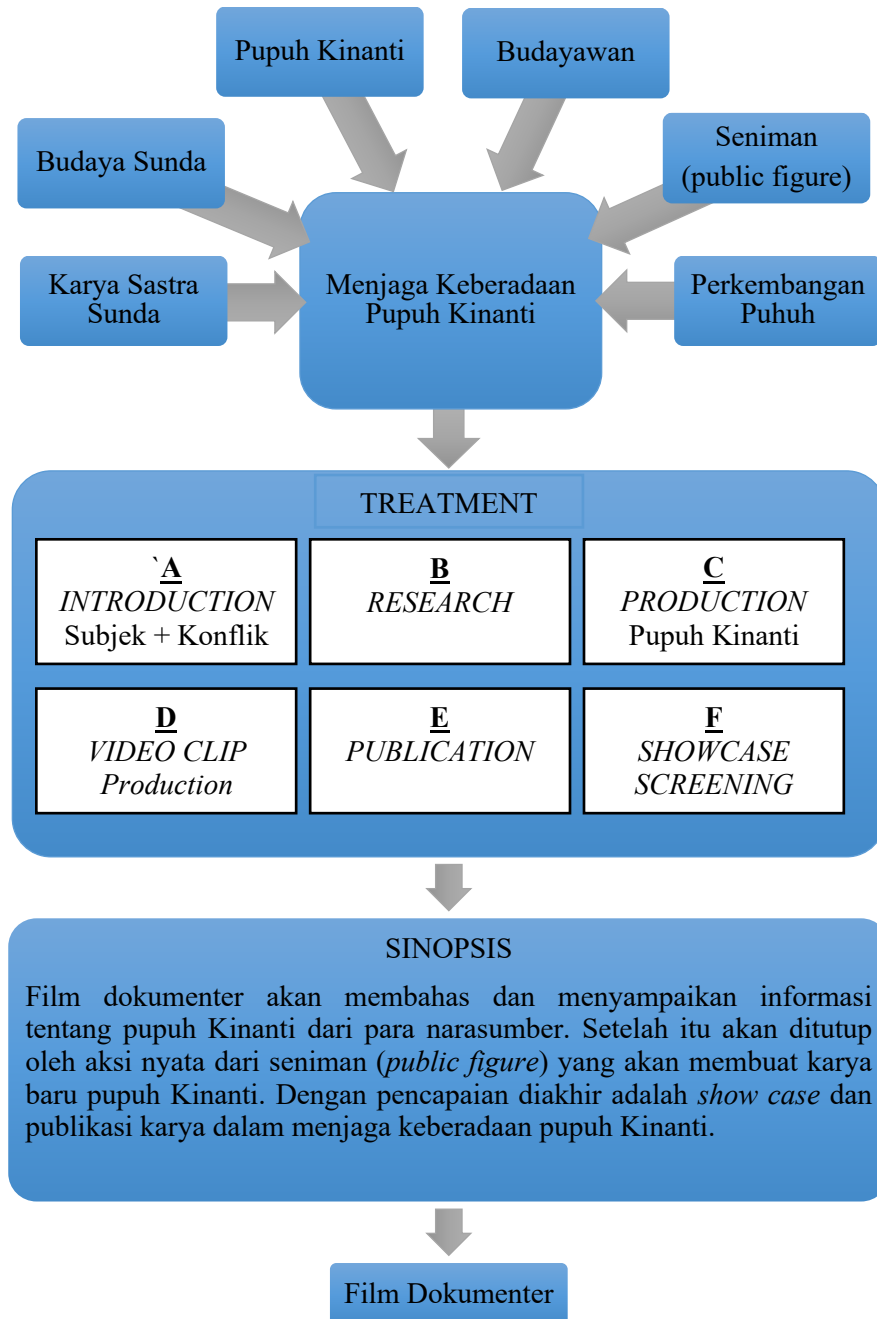 Pupuh Kinanti
Budayawan
Budaya Sunda
Seniman
(public figure)
Karya Sastra
Sunda
Menjaga Keberadaan
Pupuh Kinanti
Perkembangan
Puhuh
TREATMENT
`A
INTRODUCTION
Subjek + Konflik
B
RESEARCH
C
PRODUCTION
Pupuh Kinanti
D
VIDEO CLIP
Production
E
PUBLICATION
F
SHOWCASE
SCREENING
SINOPSIS
Film dokumenter akan membahas dan menyampaikan informasi
tentang pupuh Kinanti dari para narasumber. Setelah itu akan ditutup
oleh aksi nyata dari seniman (public figure) yang akan membuat karya
baru pupuh Kinanti. Dengan pencapaian diakhir adalah show case dan
publikasi karya dalam menjaga keberadaan pupuh Kinanti.
Film Dokumenter